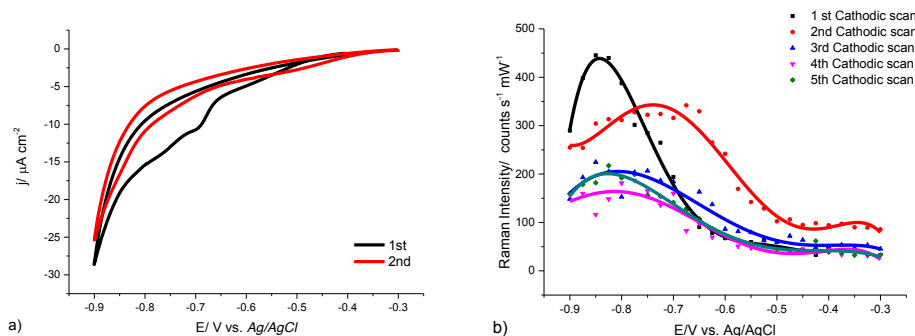 0
-5
-10
-15
-20
-25
-30
j/ μA cm⁻²
-0.9 -0.8 -0.7 -0.6 -0.5 -0.4 -0.3
E/ V vs. Ag/AgCl
1st
2nd
a)
1 st Cathodic scan
2nd Cathodic scan
3rd Cathodic scan
4th Cathodic scan
5th Cathodic scan
500
400
300
200
100
0
Raman Intensity/ counts s⁻¹ mW⁻¹
-0.9 -0.8 -0.7 -0.6 -0.5 -0.4 -0.3
E/V vs. Ag/AgCl
b)